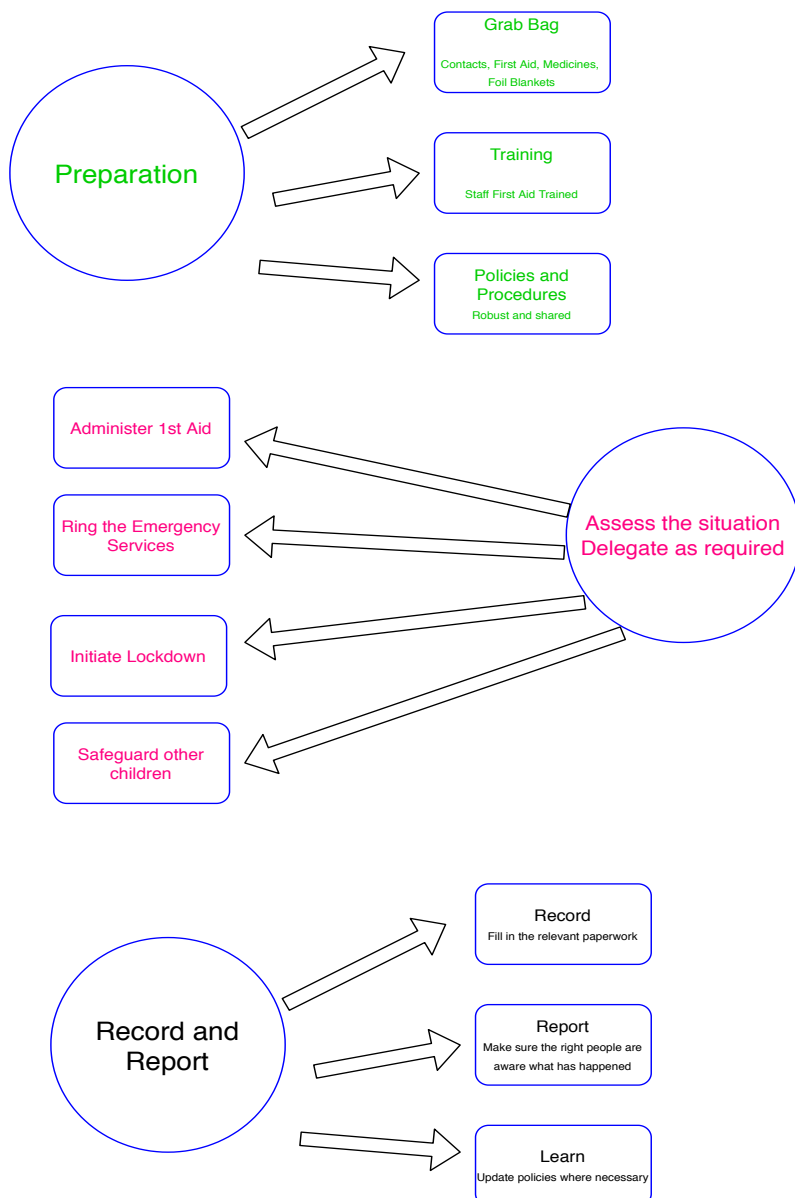 Preparation
Grab Bag
Contacts, First Aid, Medicines,
Foil Blankets
Training
Staff First Aid Trained
Policies and
Procedures
Robust and shared
Assess the situation
Delegate as required
Administer 1st Aid
Ring the Emergency
Services
Initiate Lockdown
Safeguard other
children
Record and
Report
Record
Fill in the relevant paperwork
Report
Make sure the right people are
aware what has happened
Learn
Update policies where necessary